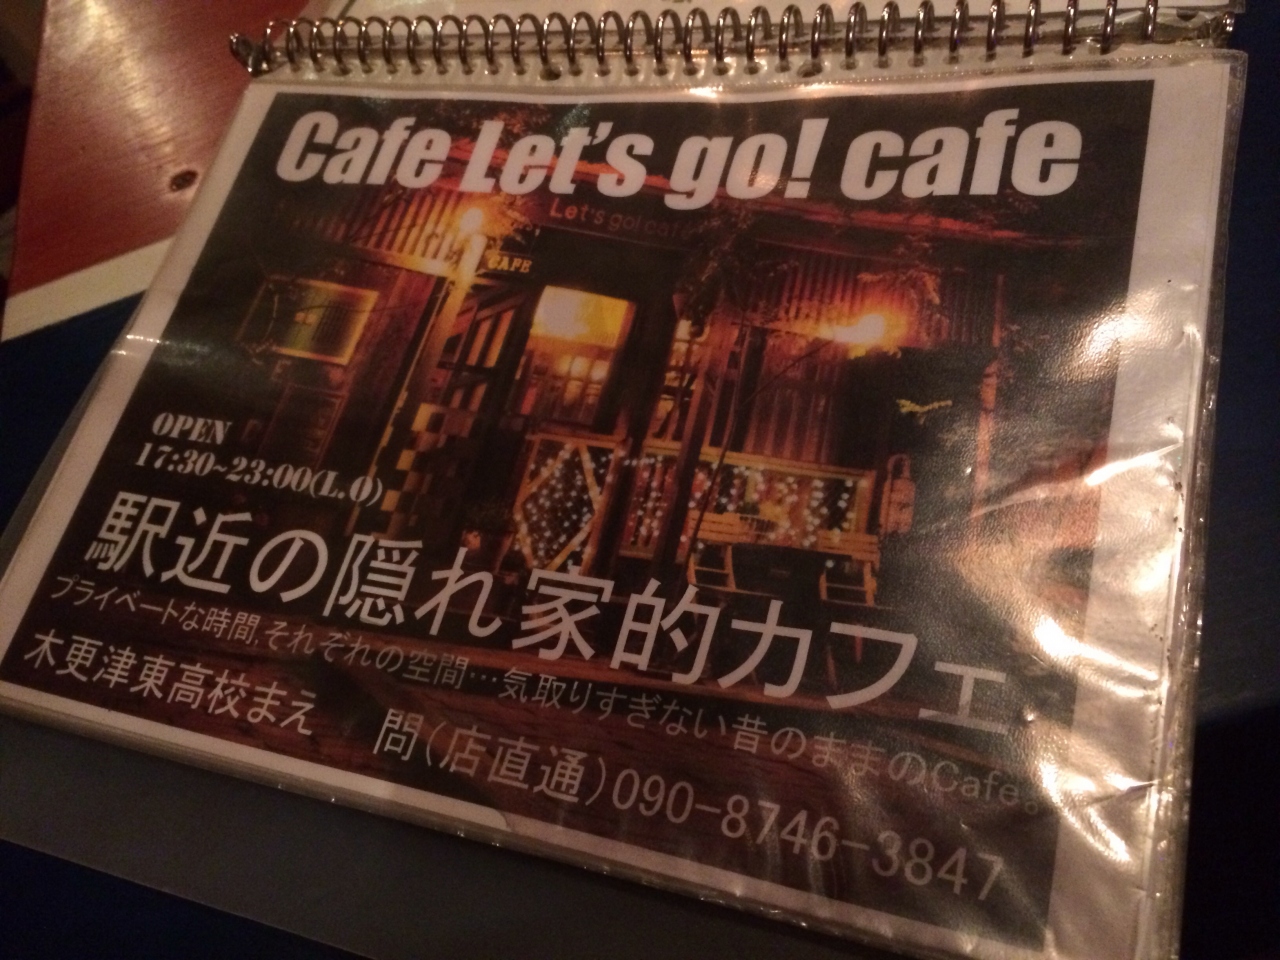 Cafe Let's go! cafe
Let's go! cafe
CAFE
OPEN
17:30~23:00(L.O)
駅近の隠れ家的カフェ
プライベートな時間,それぞれの空間…気取りすぎない昔のままのCafe。
木更津東高校まえ 問(店直通)090-8746-3847